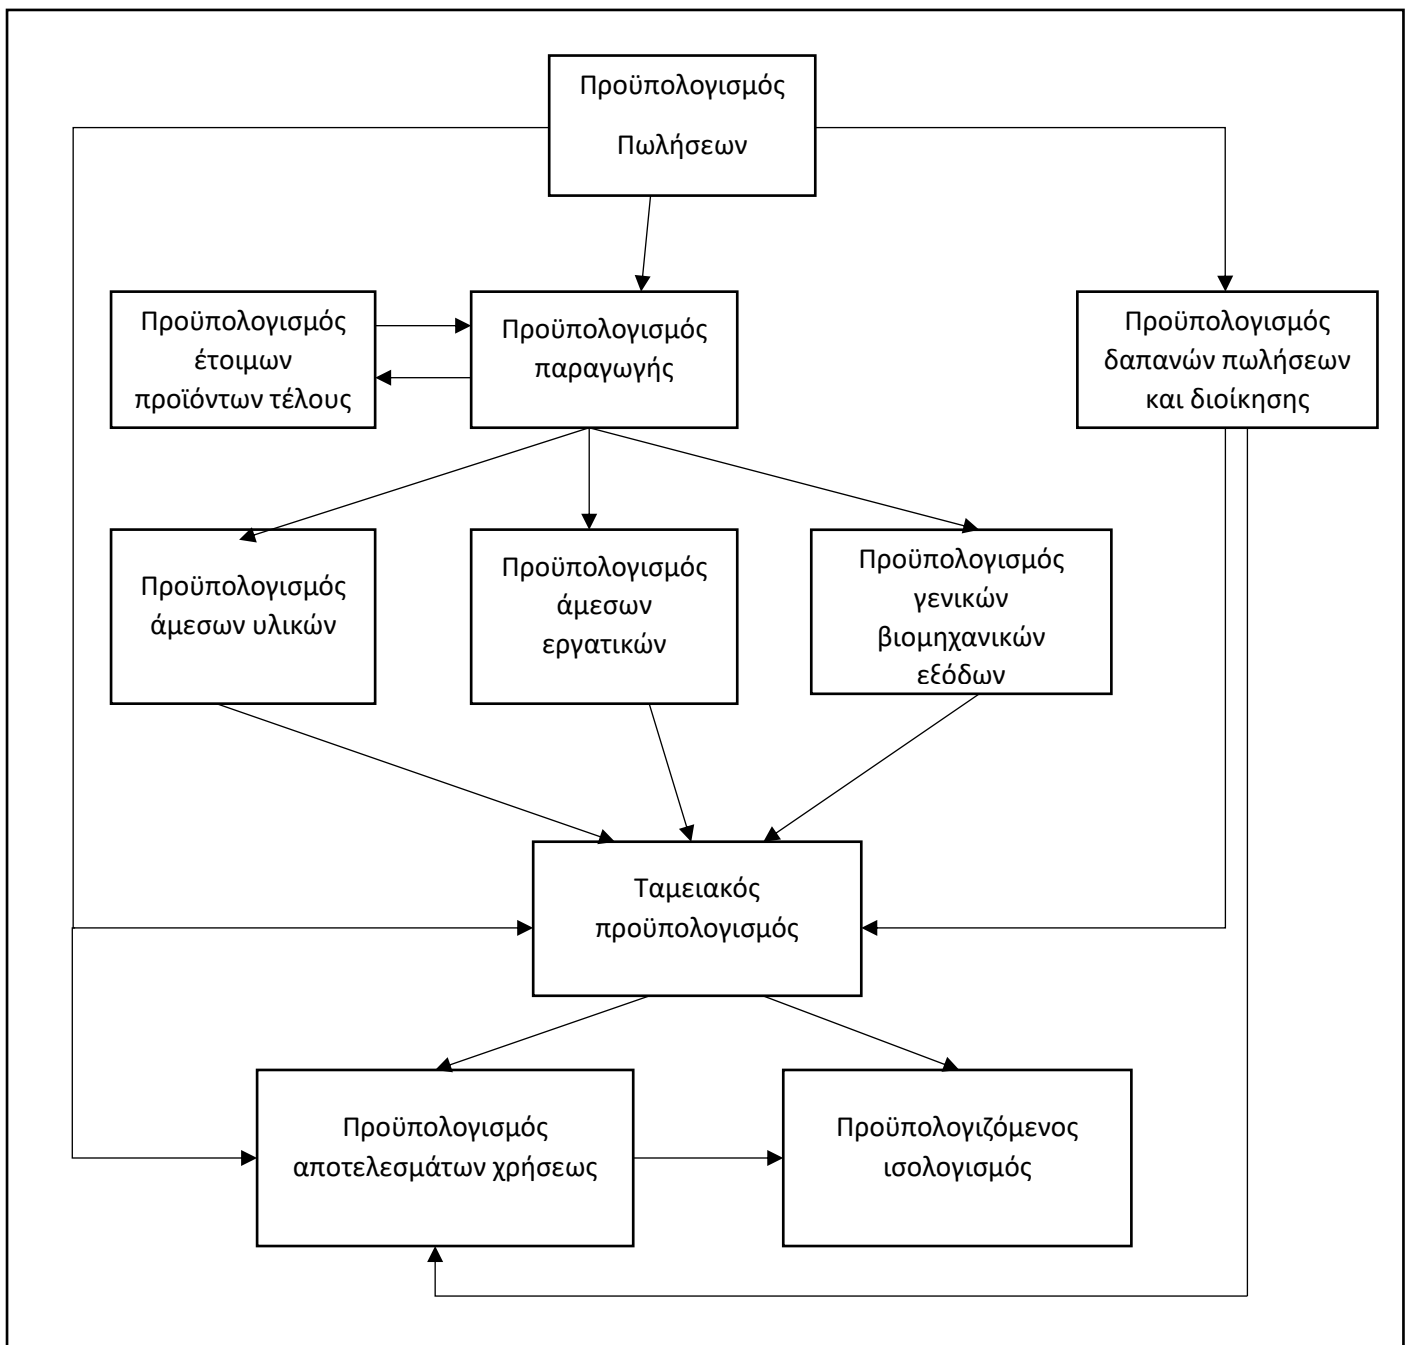 Προϋπολογισμός
Πωλήσεων
Προϋπολογισμός
έτοιμων
προϊόντων τέλους
Προϋπολογισμός
παραγωγής
Προϋπολογισμός
δαπανών πωλήσεων
και διοίκησης
Προϋπολογισμός
άμεσων υλικών
Προϋπολογισμός
άμεσων
εργατικών
Προϋπολογισμός
γενικών
βιομηχανικών
εξόδων
Ταμειακός
προϋπολογισμός
Προϋπολογισμός
αποτελεσμάτων χρήσεως
Προϋπολογιζόμενος
ισολογισμός